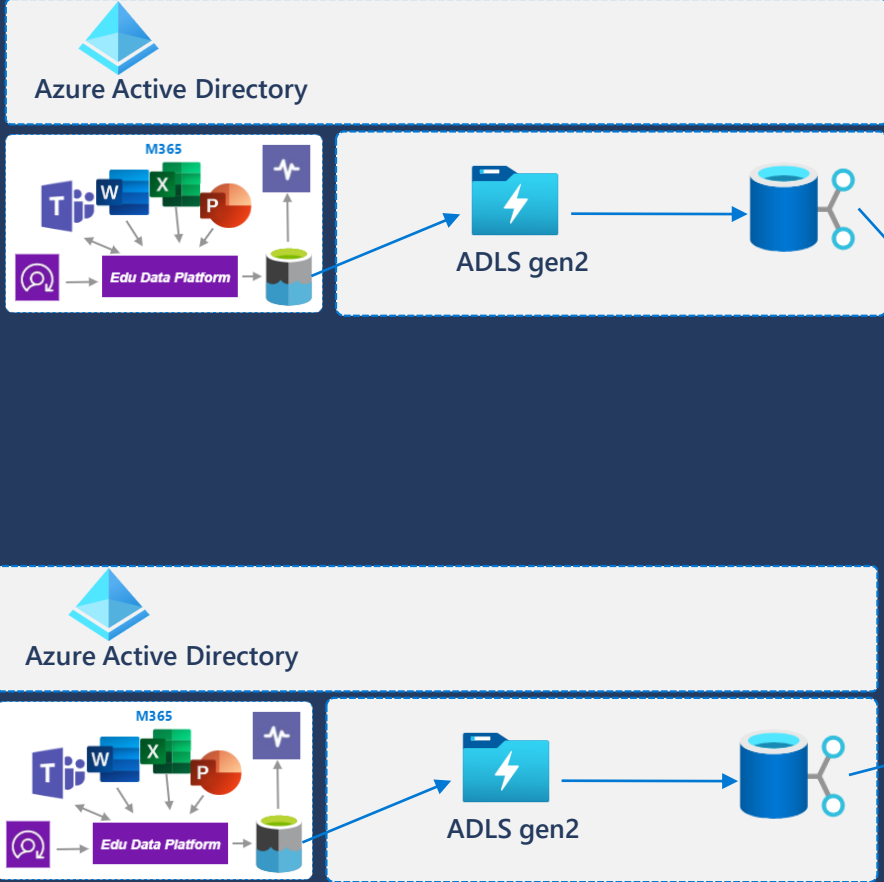 Azure Active Directory
M365
T
W
X
P
Edu Data Platform
ADLS gen2
Azure Active Directory
M365
T
W
X
P
Edu Data Platform
ADLS gen2